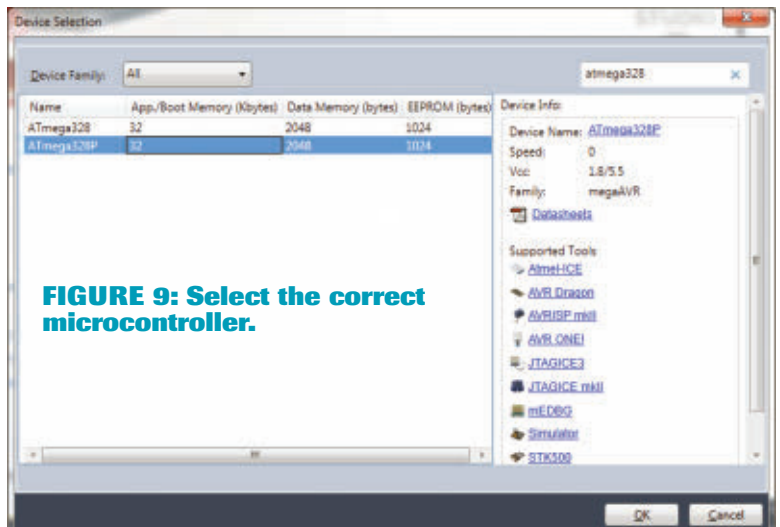 Device Selection
Device Family: All
atmega328
Name App./Boot Memory (Kbytes) Data Memory (bytes) EEPROM (bytes)
ATmega328 32 2048 1024
ATmega328P 32 2048 1024
Device Info:
Device Name: ATmega328P
Speed: 0
Vcc: 1.8/5.5
Family: megaAVR
Datasheets
Supported Tools
Atmel-ICE
AVR Dragon
AVRISP mkII
AVR ONE!
JTAGICE3
JTAGICE mkII
mEDBG
Simulator
STK500
FIGURE 9: Select the correct
microcontroller.
OK Cancel